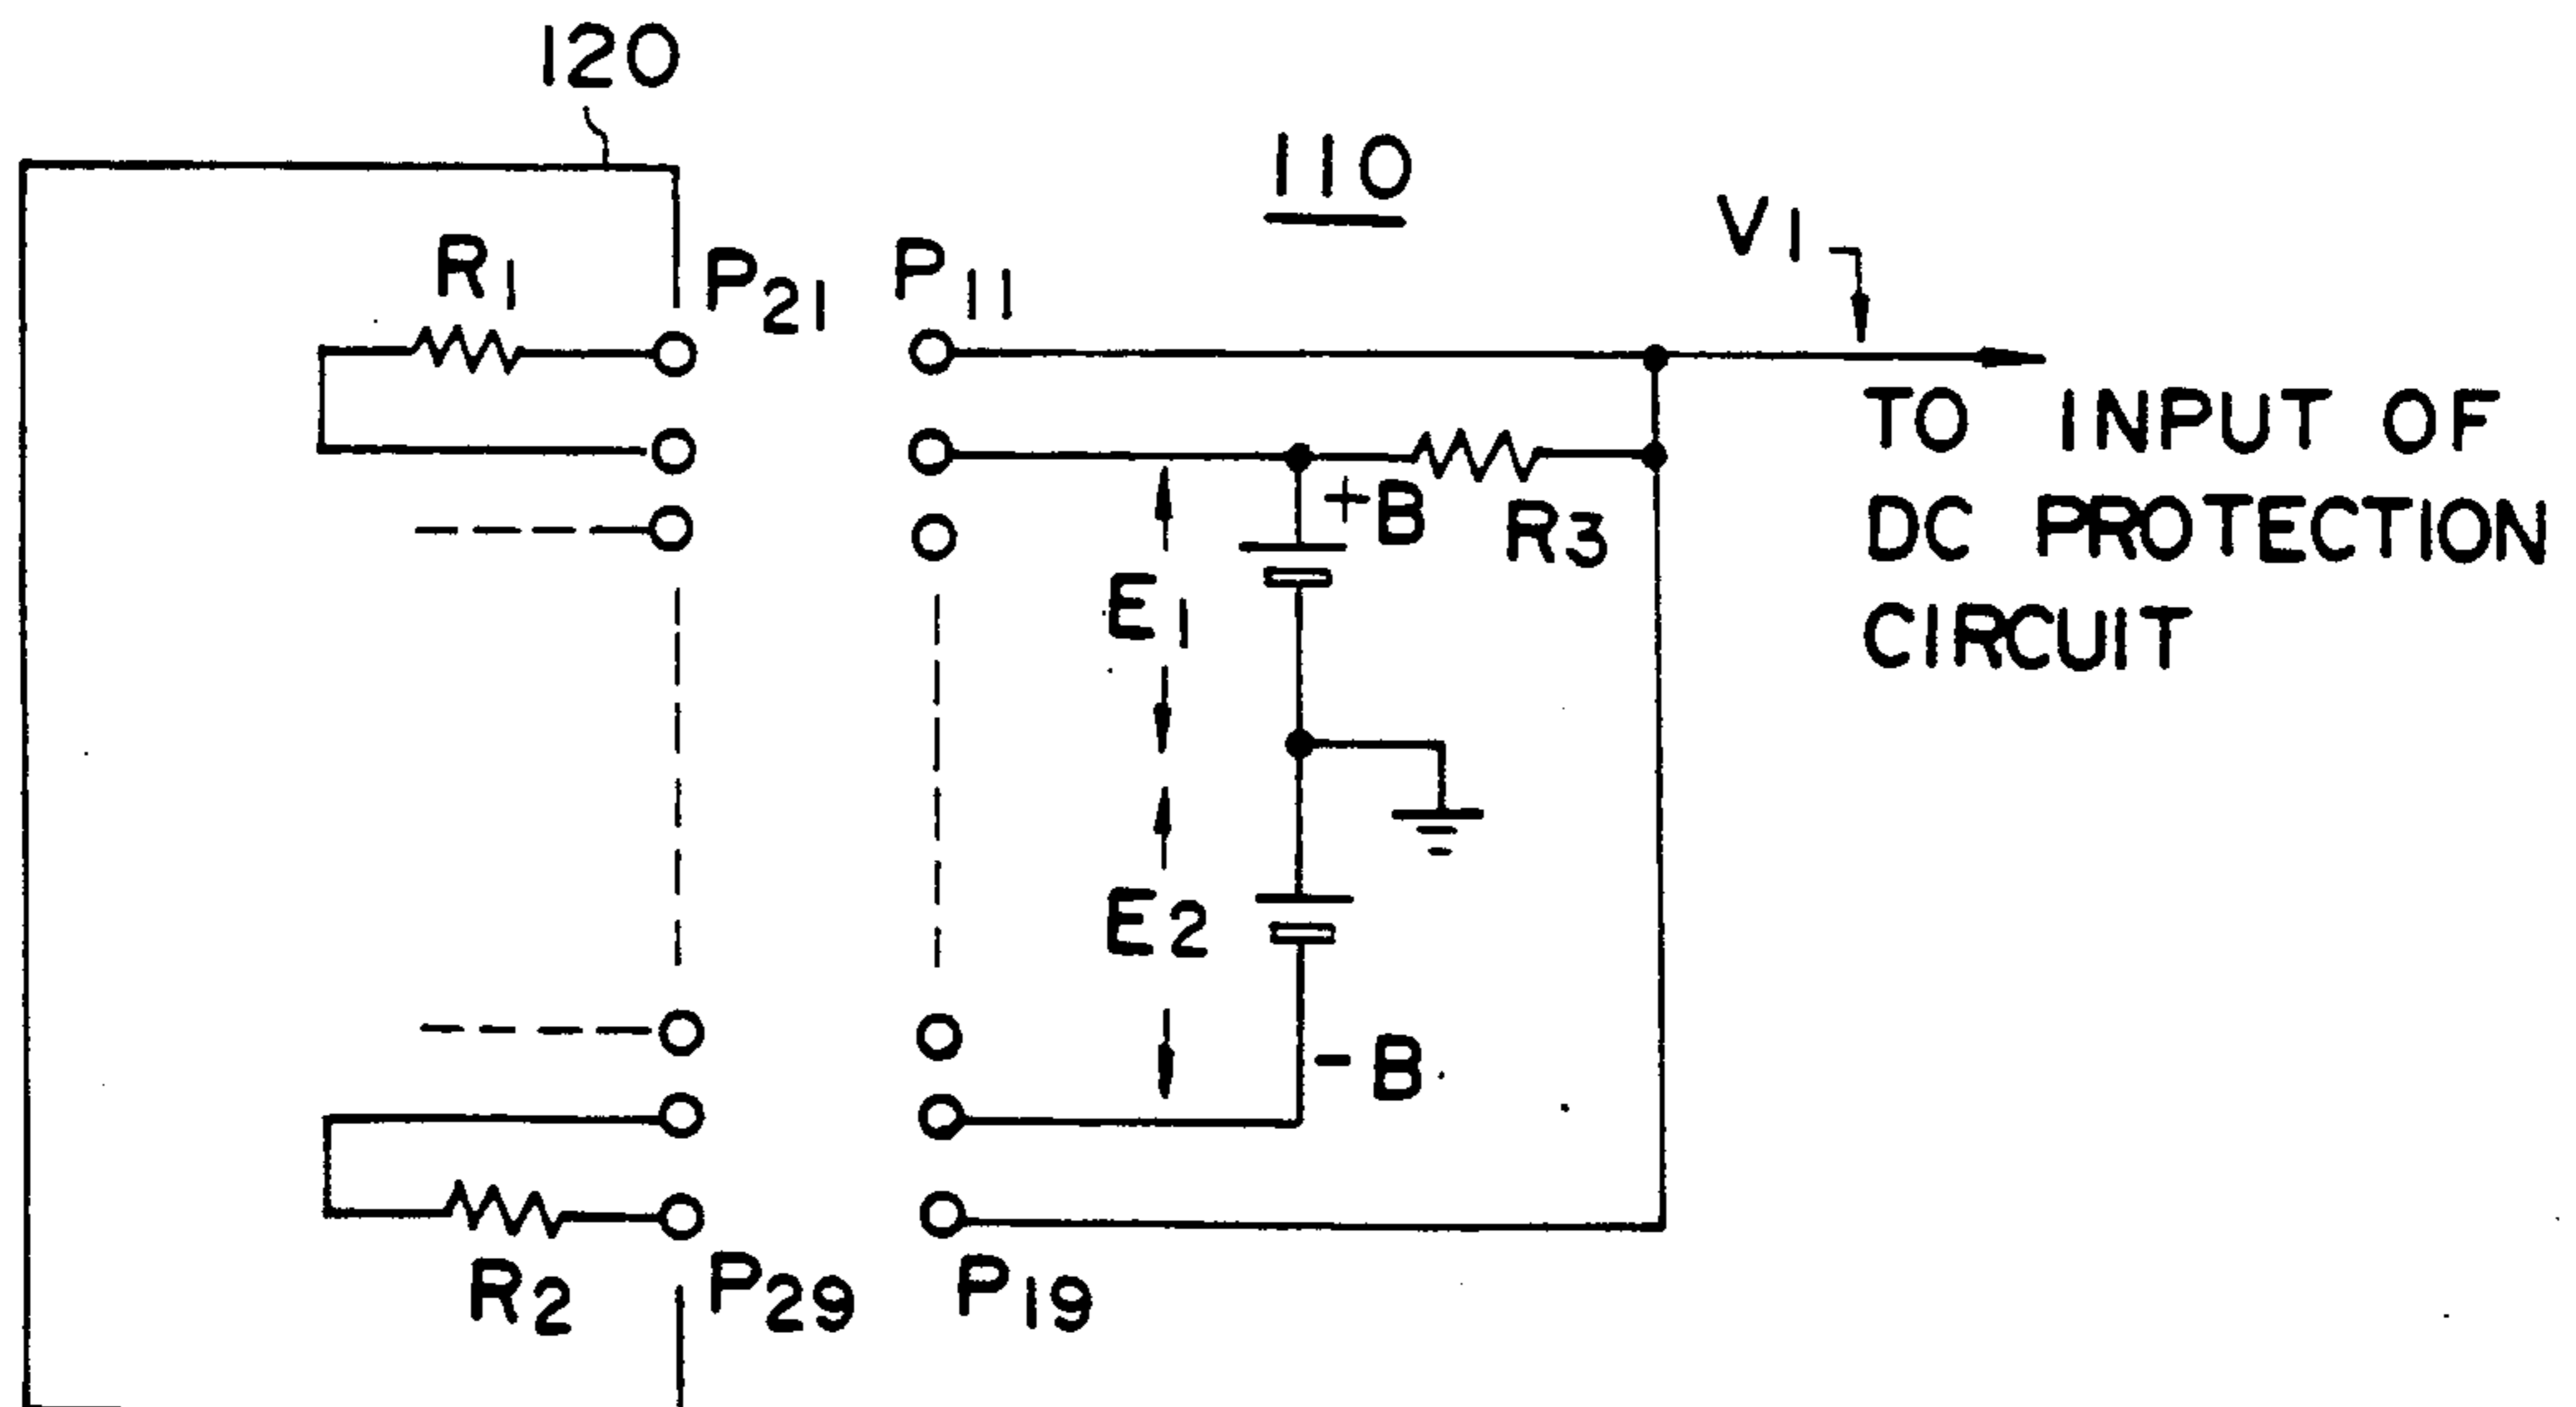 120
110
V1
R1
P21
P11
TO INPUT OF
DC PROTECTION
CIRCUIT
+B
R3
E1
E2
-B
R2
P29
P19